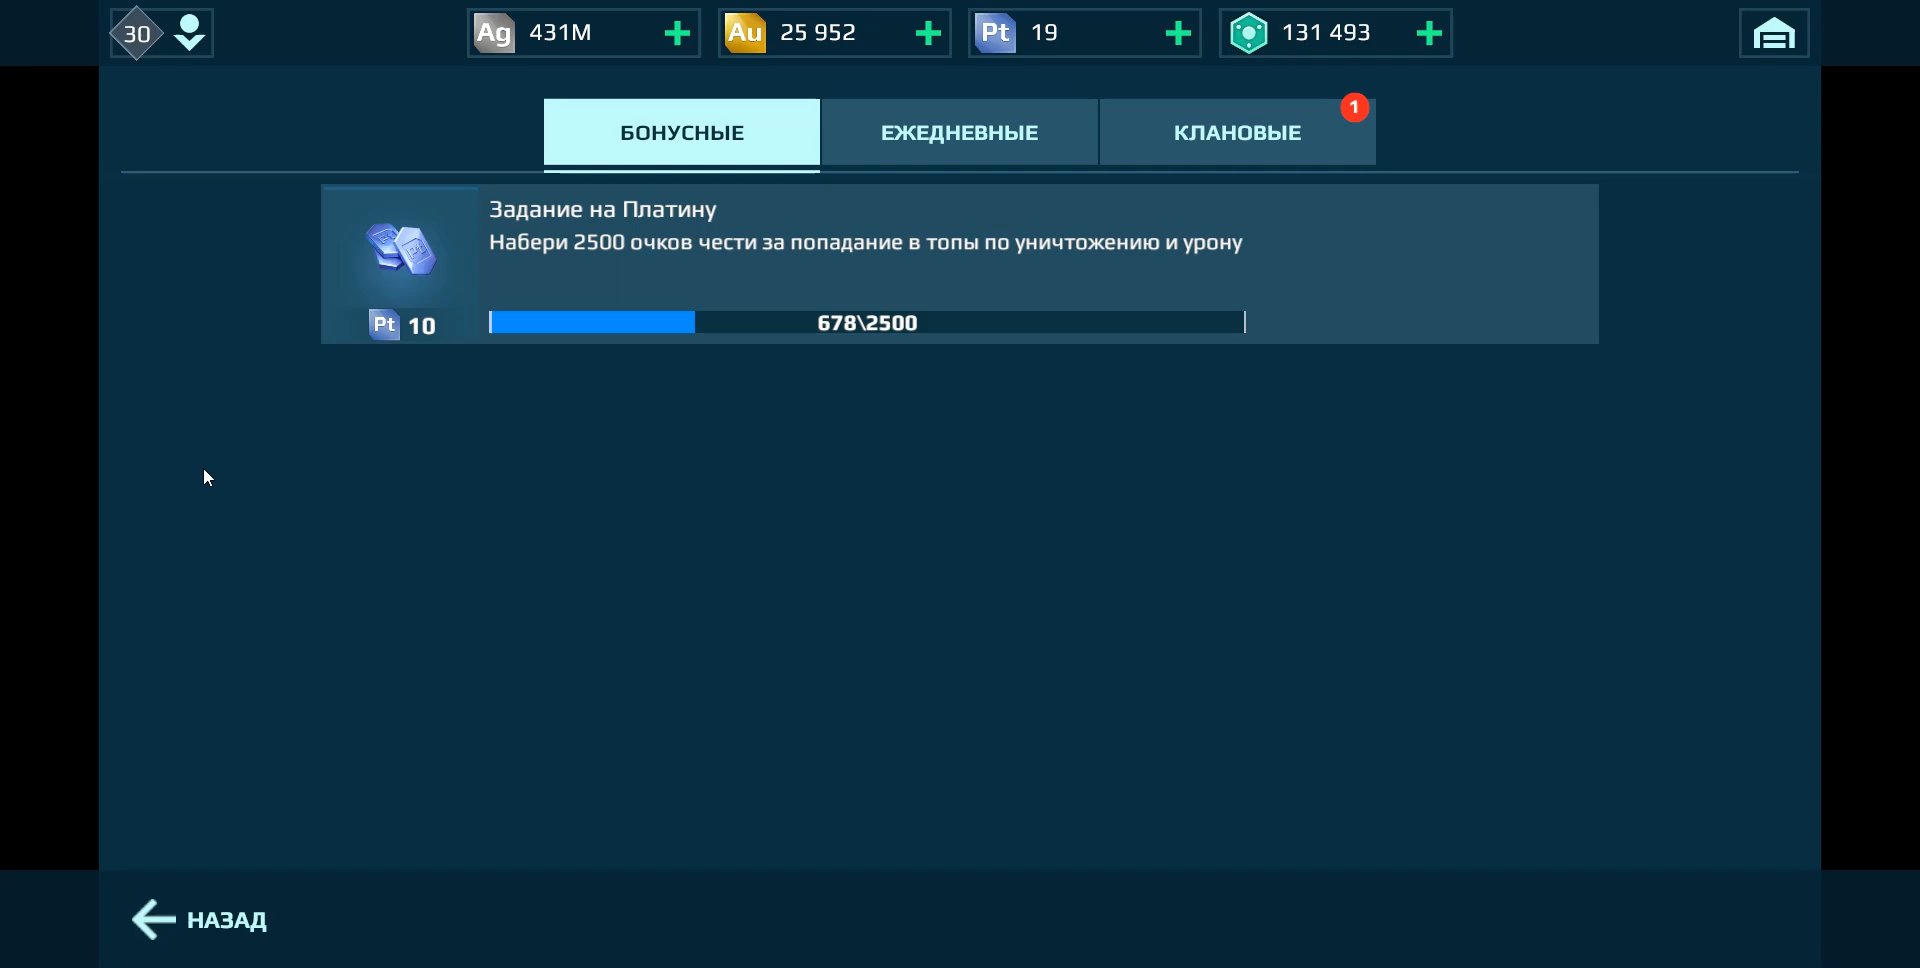 30
Ag 431M
Au 25 952
Pt 19
131 493
БОНУСНЫЕ
ЕЖЕДНЕВНЫЕ
КЛАНОВЫЕ
1
Задание на Платину
Набери 2500 очков чести за попадание в топы по уничтожению и урону
Pt 10
678\2500
НАЗАД